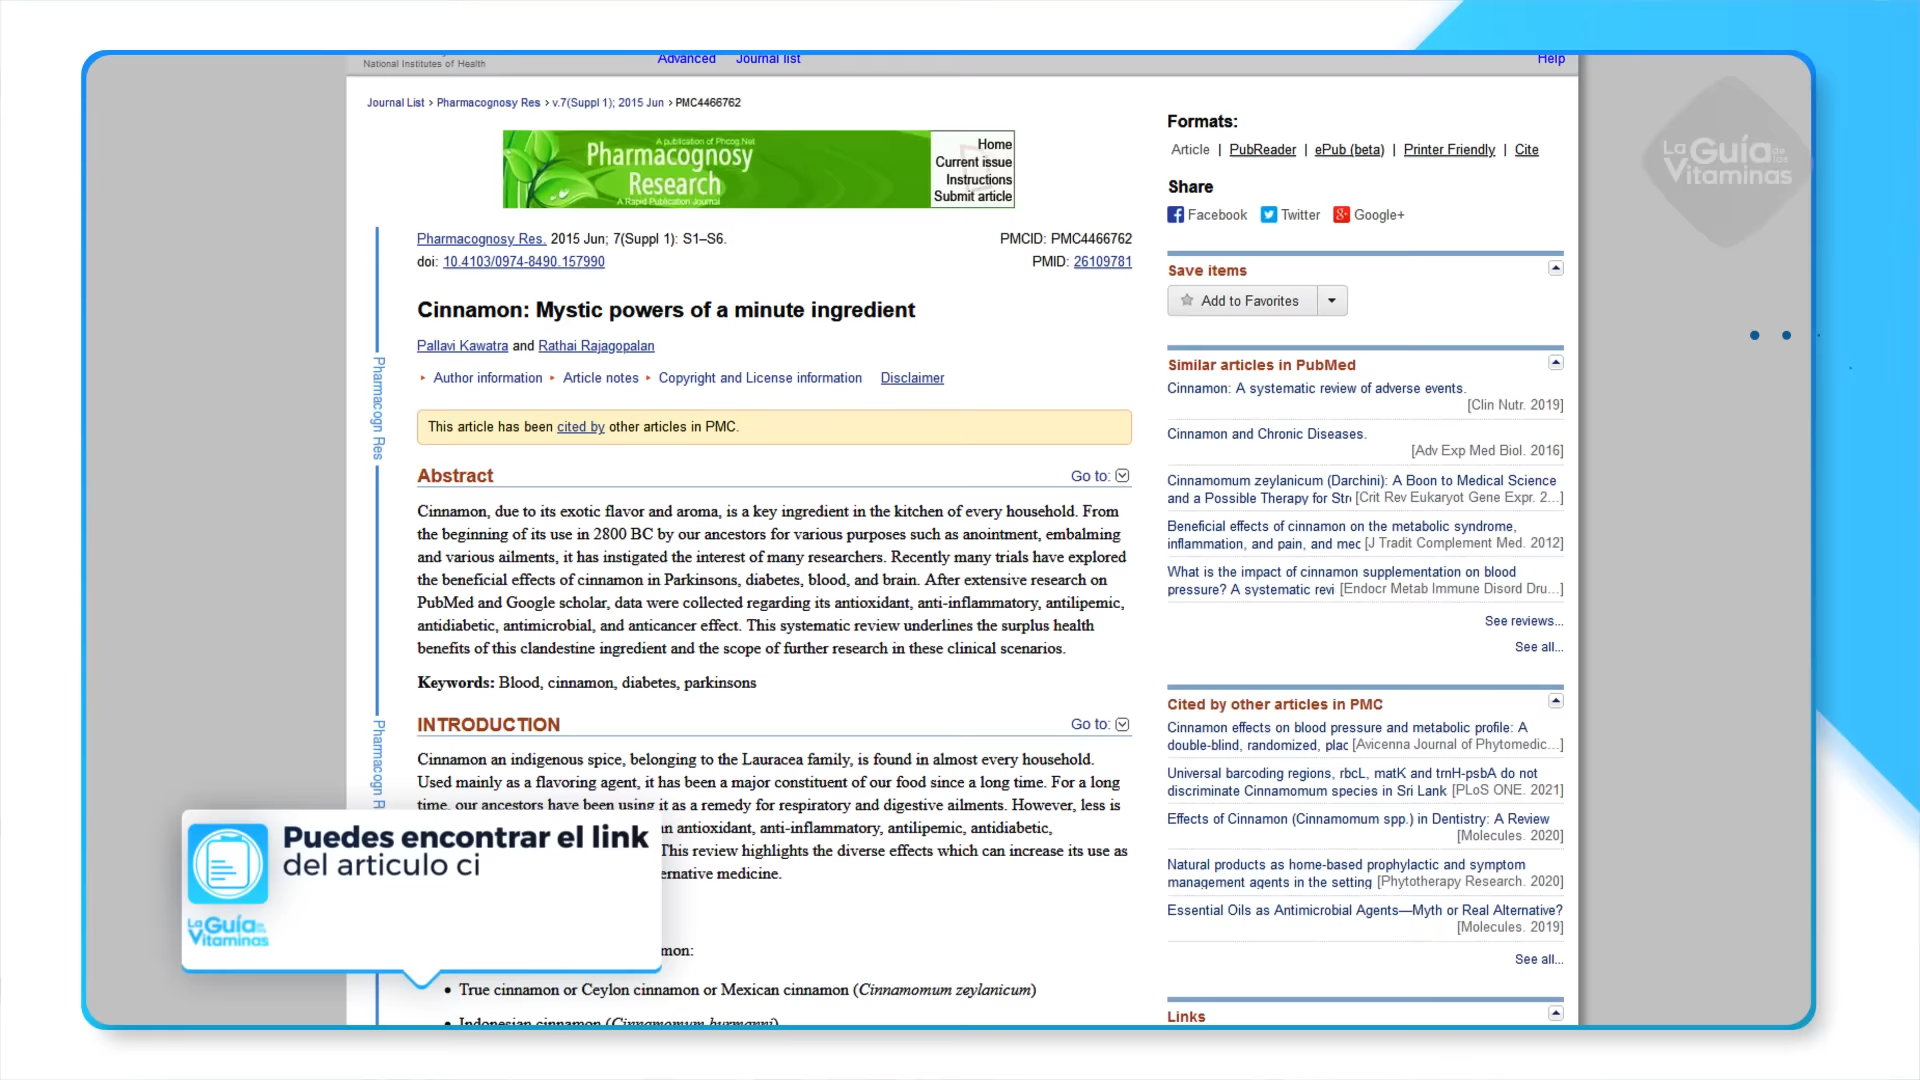 National Institutes of Health
Advanced Journal list
Help
Journal List > Pharmacognosy Res > v.7(Suppl 1); 2015 Jun > PMC4466762
A publication of Phcog.Net
Pharmacognosy
Research
A Rapid Publication Journal
Home
Current issue
Instructions
Submit article
Pharmacognosy Res. 2015 Jun; 7(Suppl 1): S1–S6.
PMCID: PMC4466762
doi: 10.4103/0974-8490.157990
PMID: 26109781
Cinnamon: Mystic powers of a minute ingredient
Pallavi Kawatra and Rathai Rajagopalan
Author information Article notes Copyright and License information Disclaimer
This article has been cited by other articles in PMC.
Abstract
Go to:
Cinnamon, due to its exotic flavor and aroma, is a key ingredient in the kitchen of every household. From
the beginning of its use in 2800 BC by our ancestors for various purposes such as anointment, embalming
and various ailments, it has instigated the interest of many researchers. Recently many trials have explored
the beneficial effects of cinnamon in Parkinsons, diabetes, blood, and brain. After extensive research on
PubMed and Google scholar, data were collected regarding its antioxidant, anti-inflammatory, antilipemic,
antidiabetic, antimicrobial, and anticancer effect. This systematic review underlines the surplus health
benefits of this clandestine ingredient and the scope of further research in these clinical scenarios.
Keywords: Blood, cinnamon, diabetes, parkinsons
INTRODUCTION
Go to:
Cinnamon an indigenous spice, belonging to the Lauracea family, is found in almost every household.
Used mainly as a flavoring agent, it has been a major constituent of our food since a long time. For a long
time, our ancestors have been using it as a remedy for respiratory and digestive ailments. However, less is
n antioxidant, anti-inflammatory, antilipemic, antidiabetic,
This review highlights the diverse effects which can increase its use as
ernative medicine.
mon:
• True cinnamon or Ceylon cinnamon or Mexican cinnamon (Cinnamomum zeylanicum)
• Indonesian cinnamon (Cinnamomum burmanni)
Pharmacogn Res
Pharmacogn R
Puedes encontrar el link
del articulo ci
La Guía de las
Vitaminas
Formats:
Article | PubReader | ePub (beta) | Printer Friendly | Cite
Share
Facebook Twitter Google+
Save items
Add to Favorites
Similar articles in PubMed
Cinnamon: A systematic review of adverse events.
[Clin Nutr. 2019]
Cinnamon and Chronic Diseases.
[Adv Exp Med Biol. 2016]
Cinnamomum zeylanicum (Darchini): A Boon to Medical Science
and a Possible Therapy for Str [Crit Rev Eukaryot Gene Expr. 2...]
Beneficial effects of cinnamon on the metabolic syndrome,
inflammation, and pain, and mec [J Tradit Complement Med. 2012]
What is the impact of cinnamon supplementation on blood
pressure? A systematic revi [Endocr Metab Immune Disord Dru...]
See reviews...
See all...
Cited by other articles in PMC
Cinnamon effects on blood pressure and metabolic profile: A
double-blind, randomized, plac [Avicenna Journal of Phytomedic...]
Universal barcoding regions, rbcL, matK and trnH-psbA do not
discriminate Cinnamomum species in Sri Lank [PLoS ONE. 2021]
Effects of Cinnamon (Cinnamomum spp.) in Dentistry: A Review
[Molecules. 2020]
Natural products as home-based prophylactic and symptom
management agents in the setting [Phytotherapy Research. 2020]
Essential Oils as Antimicrobial Agents—Myth or Real Alternative?
[Molecules. 2019]
See all...
Links
La Guía de las
Vitaminas